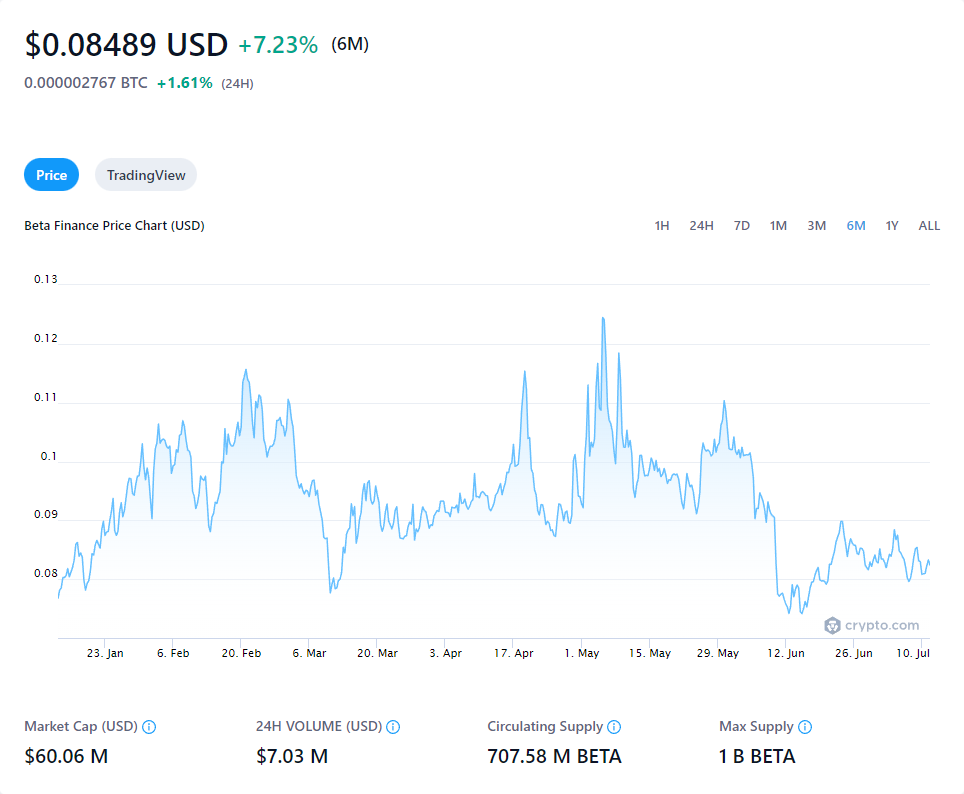 $0.08489 USD +7.23% (6M)
0.000002767 BTC +1.61% (24H)
Price TradingView
Beta Finance Price Chart (USD) 1H 24H 7D 1M 3M 6M 1Y ALL
0.13
0.12
0.11
0.1
0.09
0.08
crypto.com
23. Jan 6. Feb 20. Feb 6. Mar 20. Mar 3. Apr 17. Apr 1. May 15. May 29. May 12. Jun 26. Jun 10. Jul
Market Cap (USD) 24H VOLUME (USD) Circulating Supply Max Supply
$60.06 M $7.03 M 707.58 M BETA 1 B BETA